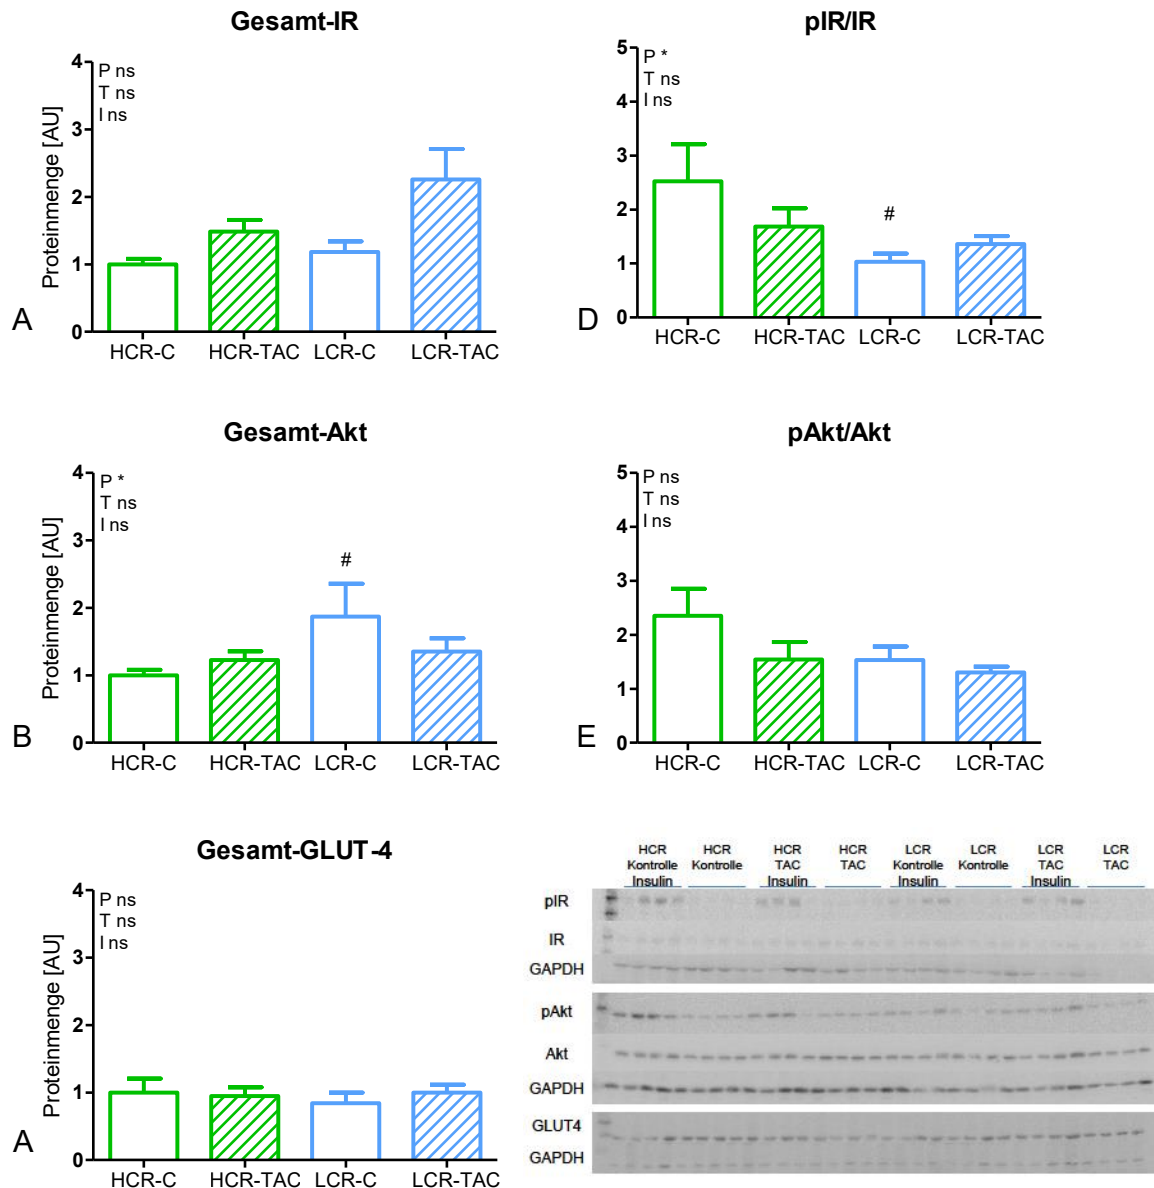 Gesamt-IR
P ns
T ns
I ns
Proteinmenge [AU]
4
3
2
1
0
HCR-C HCR-TAC LCR-C LCR-TAC
A
pIR/IR
P *
T ns
I ns
5
4
3
2
1
0
#
HCR-C HCR-TAC LCR-C LCR-TAC
D
Gesamt-Akt
P *
T ns
I ns
Proteinmenge [AU]
4
3
2
1
0
#
HCR-C HCR-TAC LCR-C LCR-TAC
B
pAkt/Akt
P ns
T ns
I ns
5
4
3
2
1
0
HCR-C HCR-TAC LCR-C LCR-TAC
E
Gesamt-GLUT-4
P ns
T ns
I ns
Proteinmenge [AU]
4
3
2
1
0
HCR-C HCR-TAC LCR-C LCR-TAC
A
HCR HCR HCR HCR LCR LCR LCR LCR
Kontrolle Kontrolle TAC TAC Kontrolle Kontrolle TAC TAC
Insulin Insulin Insulin Insulin
pIR
IR
GAPDH
pAkt
Akt
GAPDH
GLUT4
GAPDH